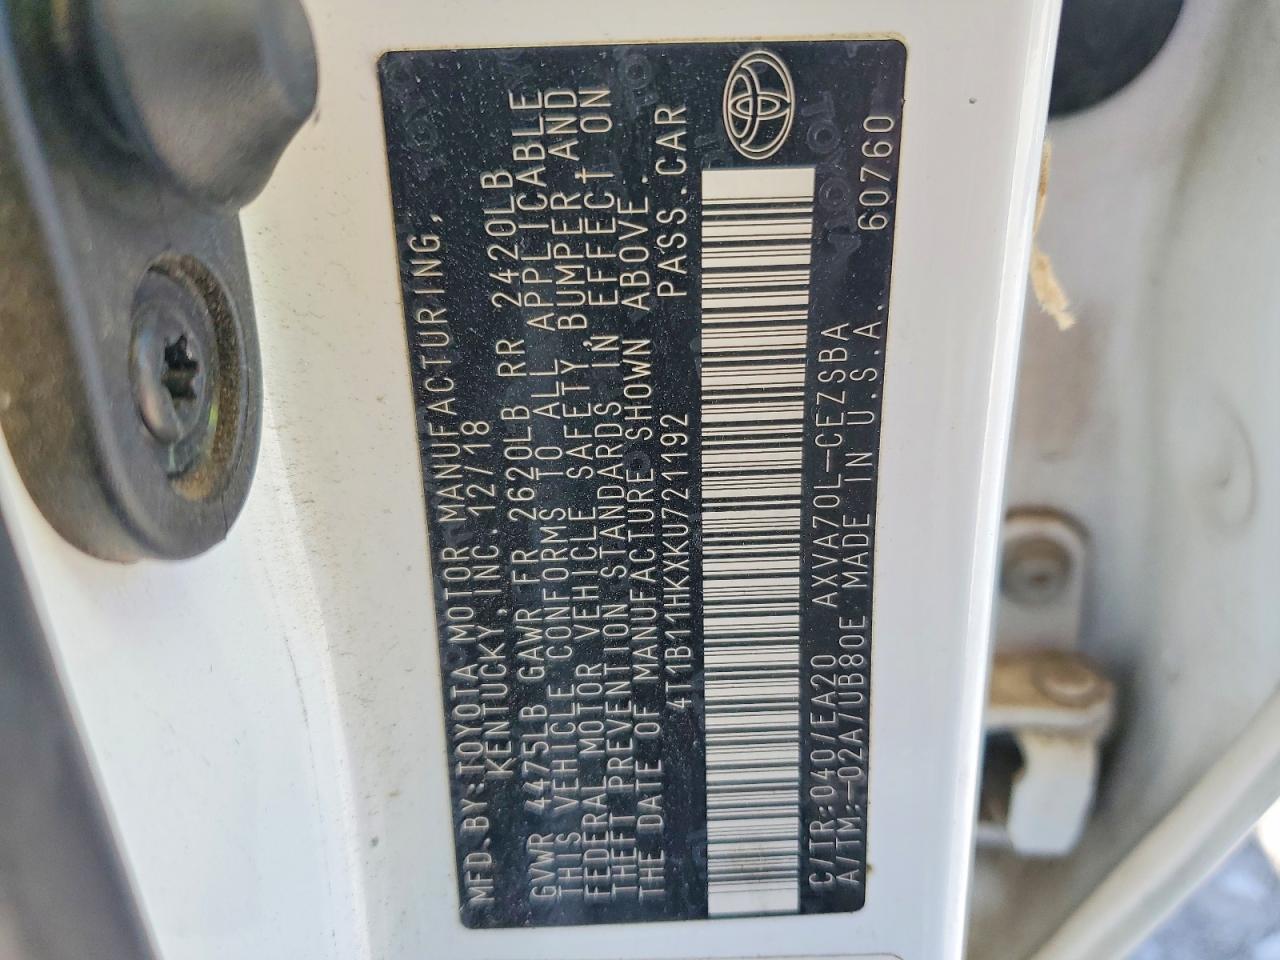 MFD.BY:TOYOTA MOTOR MANUFACTURING,
KENTUCKY,INC.12/18
GVWR 4475LB GAWR FR 2620LB RR 2420LB
THIS VEHICLE CONFORMS TO ALL APPLICABLE
FEDERAL MOTOR VEHICLE SAFETY,BUMPER AND
THEFT PREVENTION STANDARDS IN EFFECT ON
THE DATE OF MANUFACTURE SHOWN ABOVE.
4T1B11HKXKU721192 PASS.CAR
C/TR:040/EA20 AXVA70L-CEZSBA
A/TM:-02A/UB80E MADE IN U.S.A. 60760